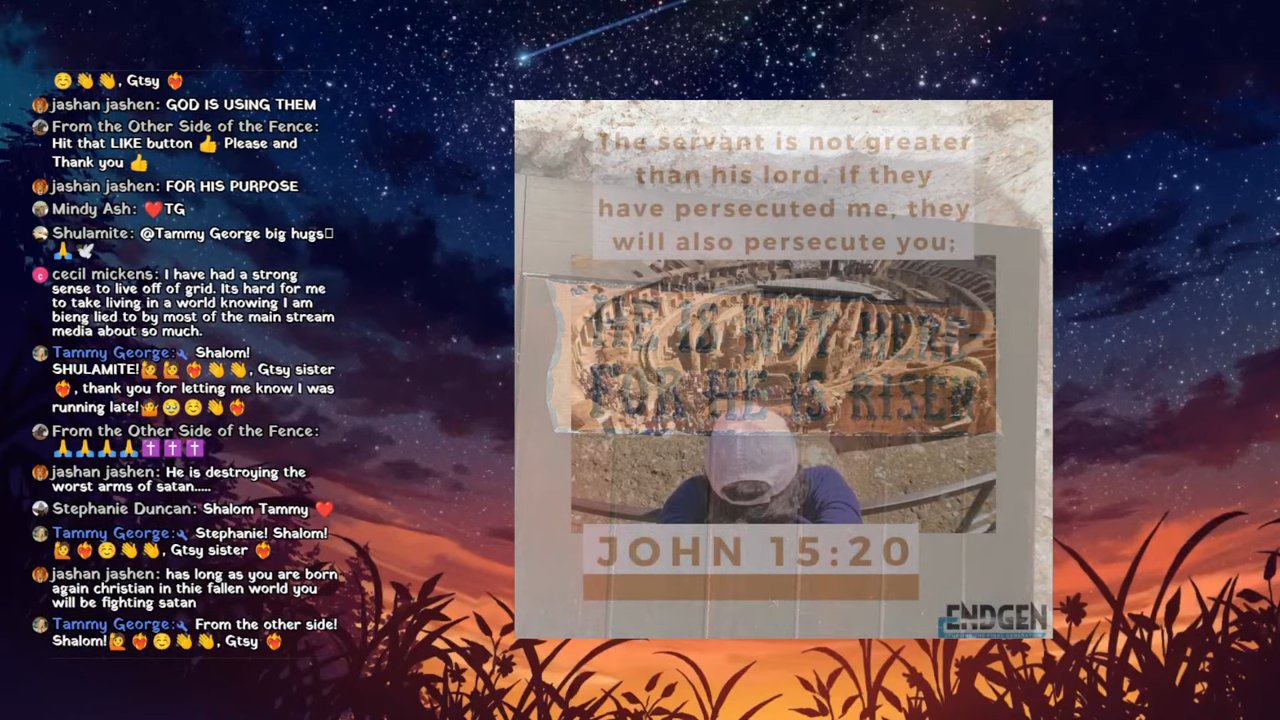 ☺️👏👏, Gtsy ❤️‍🔥
jashan jashen: GOD IS USING THEM
From the Other Side of the Fence:
Hit that LIKE button 👍 Please and
Thank you 👍
jashan jashen: FOR HIS PURPOSE
Mindy Ash: ❤️TG
Shulamite: @Tammy George big hugs
🙏🕊️
cecil mickens: I have had a strong
sense to live off of grid. Its hard for me
to take living in a world knowing I am
bieng lied to by most of the main stream
media about so much.
Tammy George: Shalom!
SHULAMITE!🙋🙋❤️‍🔥👏👏, Gtsy sister
❤️‍🔥, thank you for letting me know I was
running late!🤷🥹☺️👏❤️‍🔥
From the Other Side of the Fence:
🙏🙏🙏🙏✝️✝️✝️
jashan jashen: He is destroying the
worst arms of satan.....
Stephanie Duncan: Shalom Tammy ❤️
Tammy George: Stephanie! Shalom!
🙋❤️‍🔥☺️👏👏, Gtsy sister ❤️‍🔥
jashan jashen: has long as you are born
again christian in thie fallen world you
will be fighting satan
Tammy George: From the other side!
Shalom!🙋❤️‍🔥☺️👏👏, Gtsy ❤️‍🔥
The servant is not greater
than his lord. If they
have persecuted me, they
will also persecute you;
HE IS NOT HERE
FOR HE IS RISEN
JOHN 15:20
ENDGEN